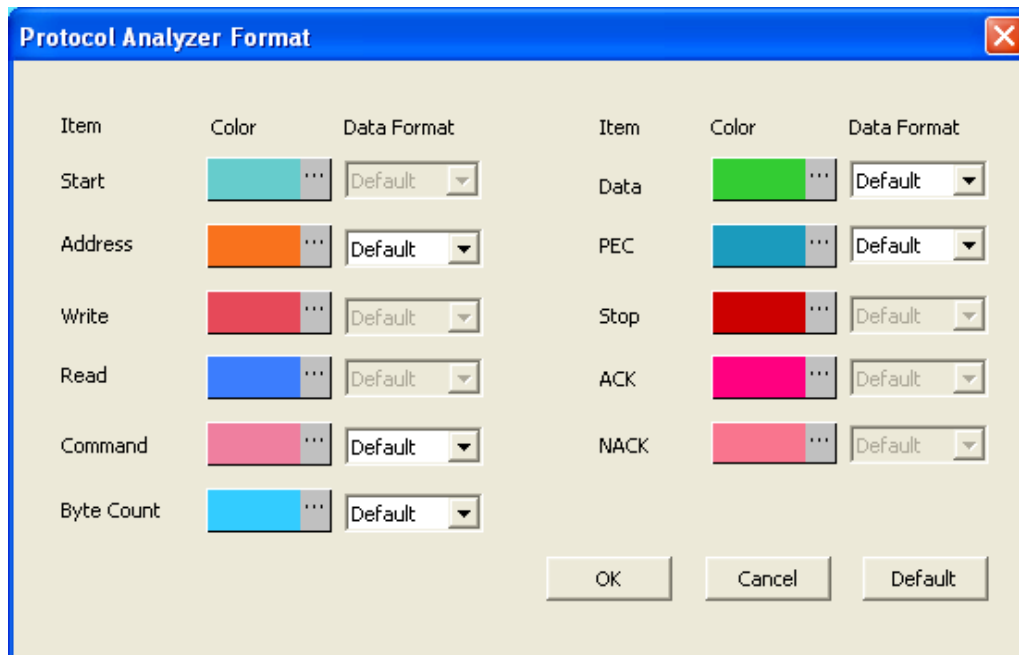 Protocol Analyzer Format
Item Color Data Format Item Color Data Format
Start ... Default Data ... Default
Address ... Default PEC ... Default
Write ... Default Stop ... Default
Read ... Default ACK ... Default
Command ... Default NACK ... Default
Byte Count ... Default
OK Cancel Default